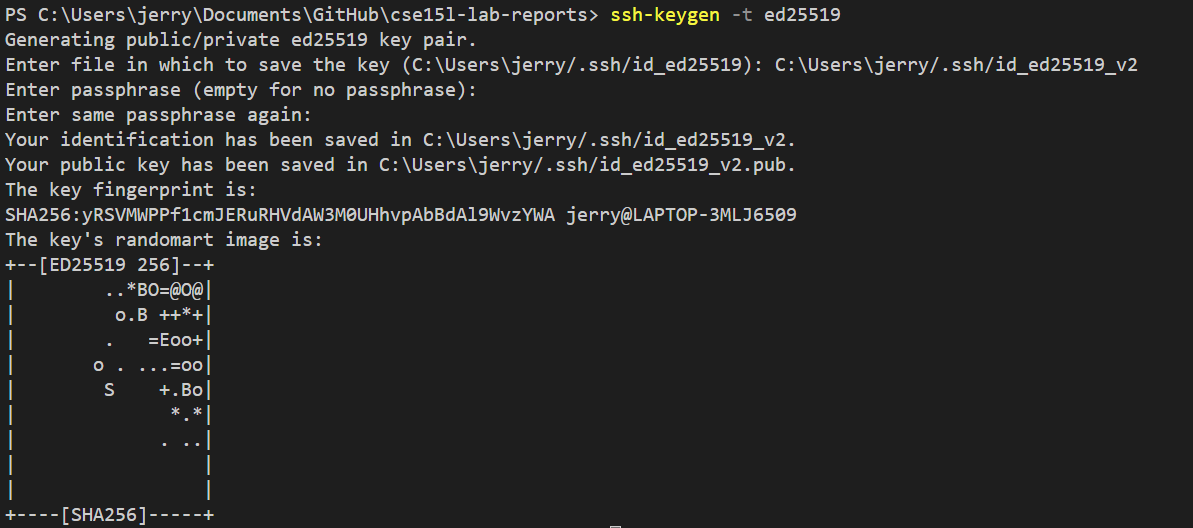 PS C:\Users\jerry\Documents\GitHub\cse15l-lab-reports> ssh-keygen -t ed25519
Generating public/private ed25519 key pair.
Enter file in which to save the key (C:\Users\jerry/.ssh/id_ed25519): C:\Users\jerry/.ssh/id_ed25519_v2
Enter passphrase (empty for no passphrase):
Enter same passphrase again:
Your identification has been saved in C:\Users\jerry/.ssh/id_ed25519_v2.
Your public key has been saved in C:\Users\jerry/.ssh/id_ed25519_v2.pub.
The key fingerprint is:
SHA256:yRSVMWPPf1cmJERuRHVdAW3M0UHhvpAbBdAl9WvzYWA jerry@LAPTOP-3MLJ6509
The key's randomart image is:
+--[ED25519 256]--+
|        ..*BO=@O@|
|         o.B ++*+|
|        .   =Eoo+|
|       o . ...=oo|
|        S    +.Bo|
|              *.*|
|             . ..|
|                 |
|                 |
+----[SHA256]-----+